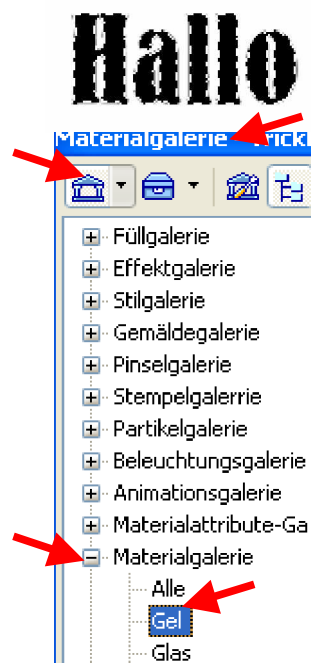 Hallo
Materialgalerie
Füllgalerie
Effektgalerie
Stilgalerie
Gemäldegalerie
Pinselgalerie
Stempelgalerrie
Partikelgalerie
Beleuchtungsgalerie
Animationsgalerie
Materialattribute-Ga
Materialgalerie
Alle
Gel
Glas